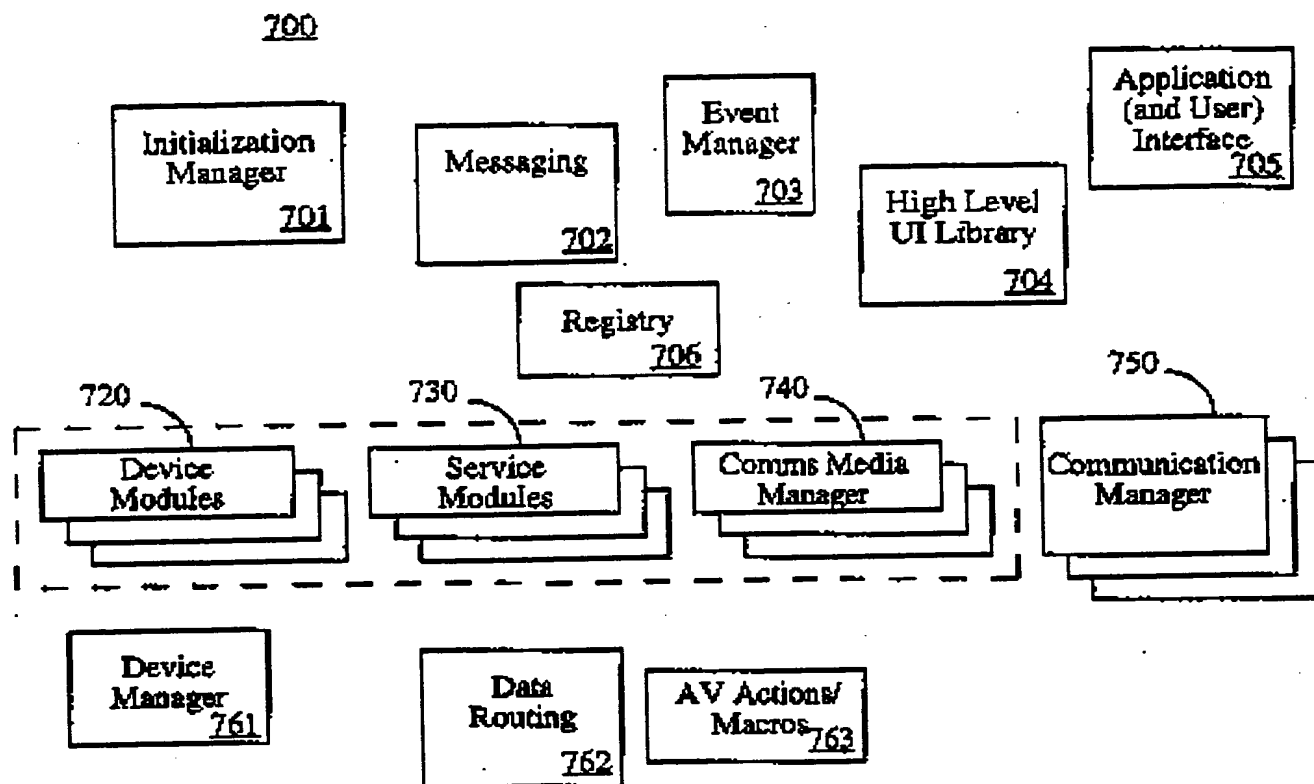 700
Initialization
Manager
701
Messaging
702
Event
Manager
703
High Level
UI Library
704
Application
(and User)
Interface
705
Registry
706
720
730
740
750
Device
Modules
Service
Modules
Comms Media
Manager
Communication
Manager
Device
Manager
761
Data
Routing
762
AV Actions/
Macros
763